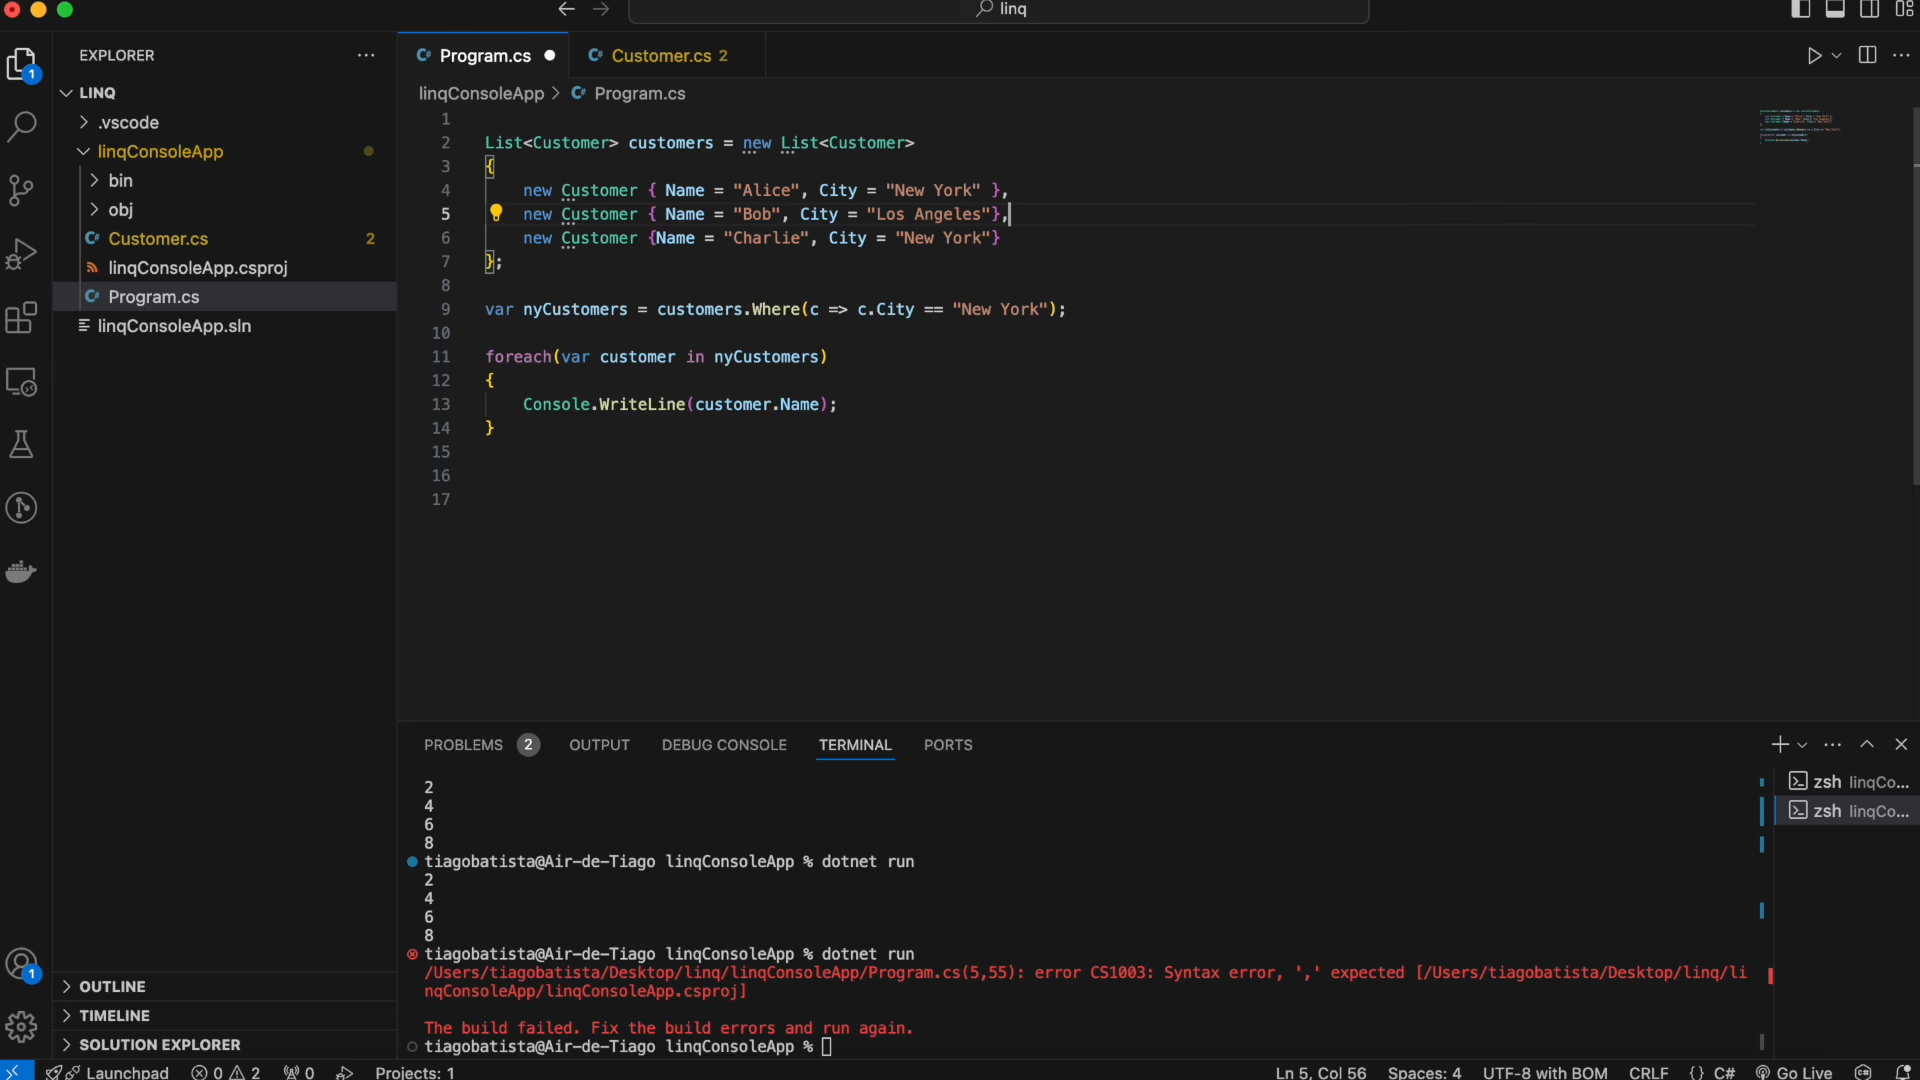 linq
EXPLORER
Program.cs
Customer.cs 2
1
LINQ
linqConsoleApp > Program.cs
.vscode
linqConsoleApp
bin
obj
Customer.cs 2
linqConsoleApp.csproj
Program.cs
linqConsoleApp.sln
1
2 List<Customer> customers = new List<Customer>
3 {
4 new Customer { Name = "Alice", City = "New York" },
5 new Customer { Name = "Bob", City = "Los Angeles"},
6 new Customer {Name = "Charlie", City = "New York"}
7 };
8
9 var nyCustomers = customers.Where(c => c.City == "New York");
10
11 foreach(var customer in nyCustomers)
12 {
13 Console.WriteLine(customer.Name);
14 }
15
16
17
PROBLEMS 2 OUTPUT DEBUG CONSOLE TERMINAL PORTS
2
4
6
8
tiagobatista@Air-de-Tiago linqConsoleApp % dotnet run
2
4
6
8
tiagobatista@Air-de-Tiago linqConsoleApp % dotnet run
/Users/tiagobatista/Desktop/linq/linqConsoleApp/Program.cs(5,55): error CS1003: Syntax error, ',' expected [/Users/tiagobatista/Desktop/linq/li
nqConsoleApp/linqConsoleApp.csproj]
The build failed. Fix the build errors and run again.
tiagobatista@Air-de-Tiago linqConsoleApp %
zsh linqCo...
zsh linqCo...
1
OUTLINE
TIMELINE
SOLUTION EXPLORER
Launchpad 0 2 0 Projects: 1 Ln 5, Col 56 Spaces: 4 UTF-8 with BOM CRLF {} C# Go Live